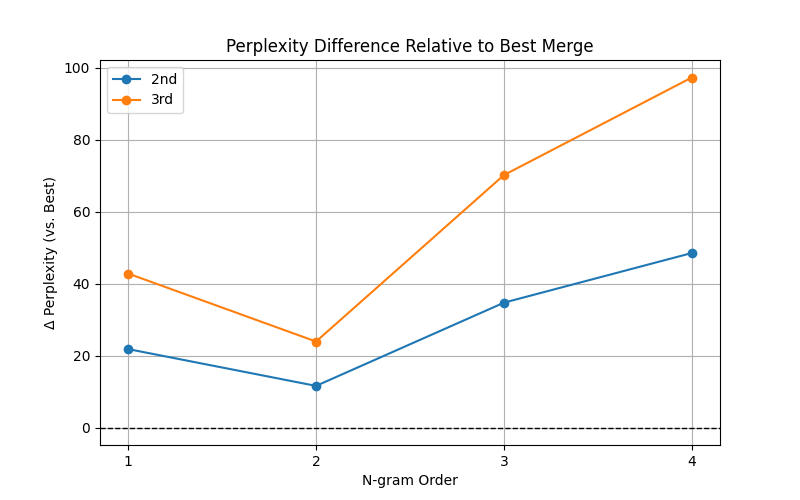 Perplexity Difference Relative to Best Merge
2nd
3rd
Δ Perplexity (vs. Best)
100
80
60
40
20
0
1 2 3 4
N-gram Order